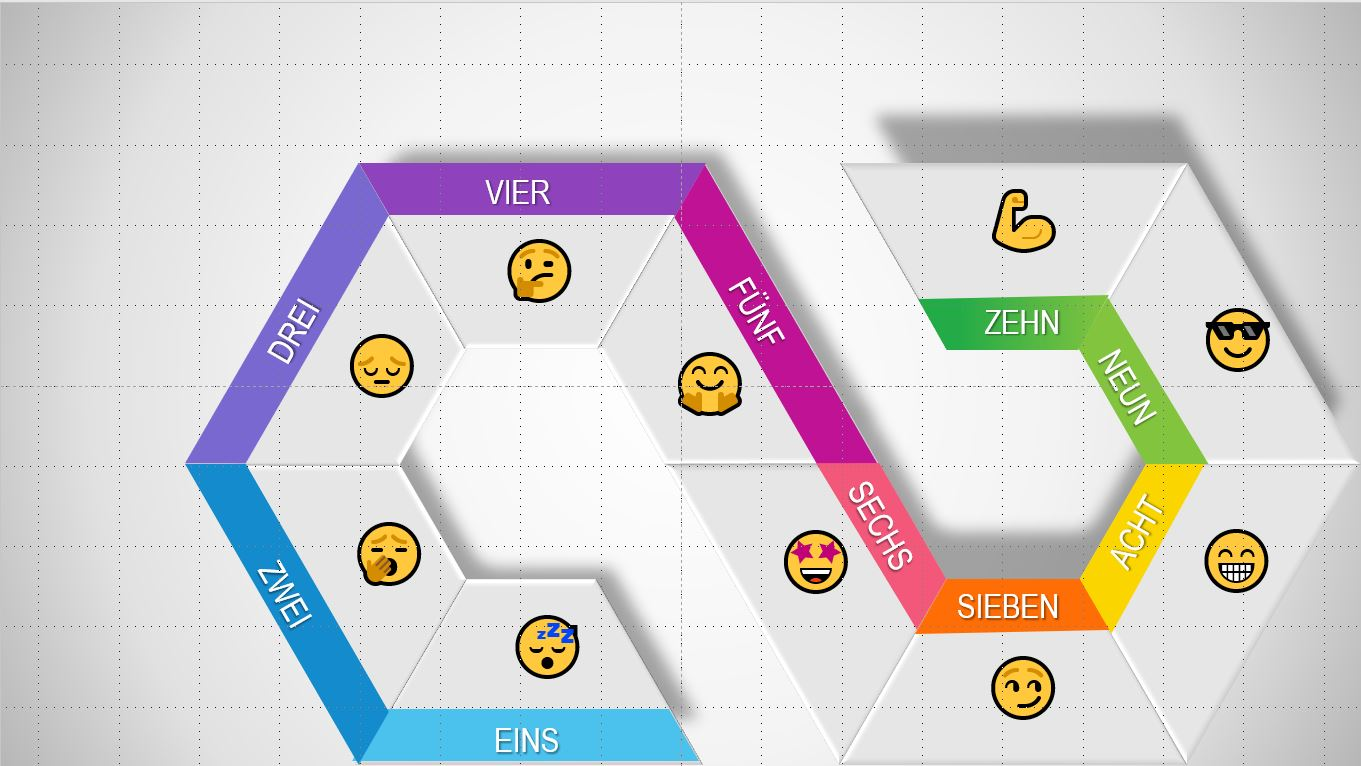 EINS
ZWEI
DREI
VIER
FÜNF
SECHS
SIEBEN
ACHT
NEUN
ZEHN